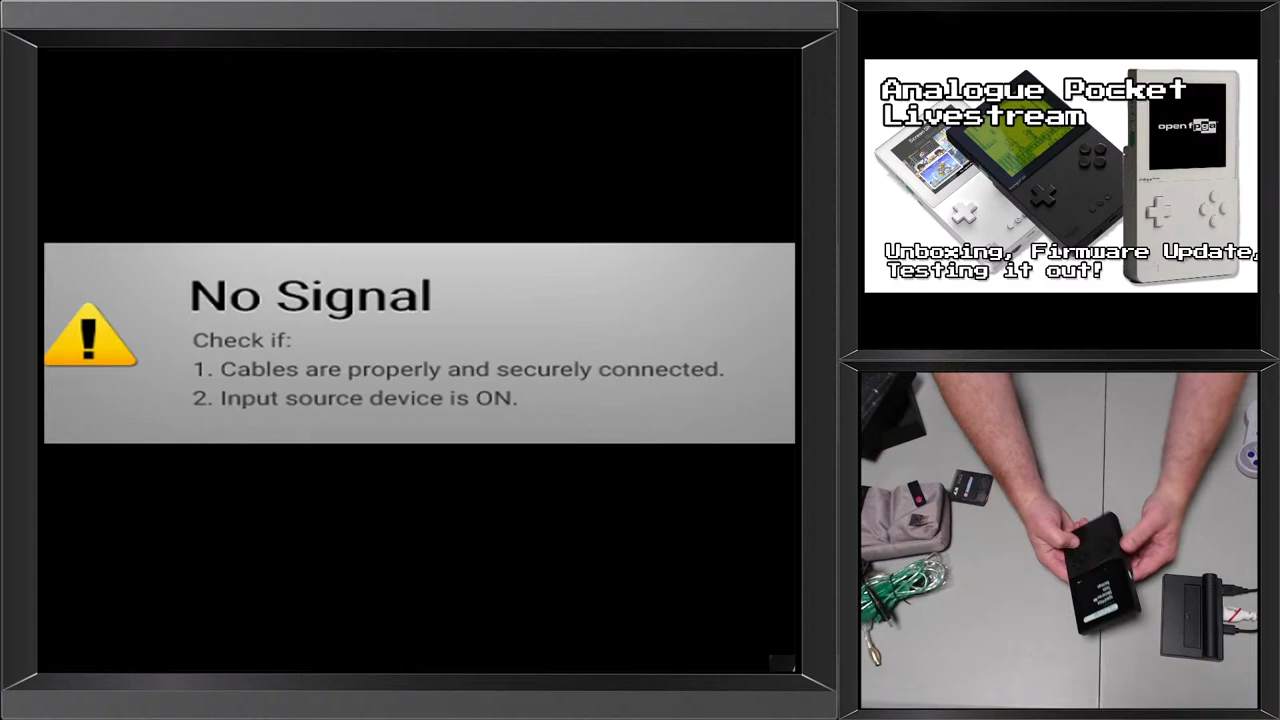 No Signal
Check if:
1. Cables are properly and securely connected.
2. Input source device is ON.
Analogue Pocket
Livestream
openfpga
Unboxing, Firmware Update,
Testing it out!